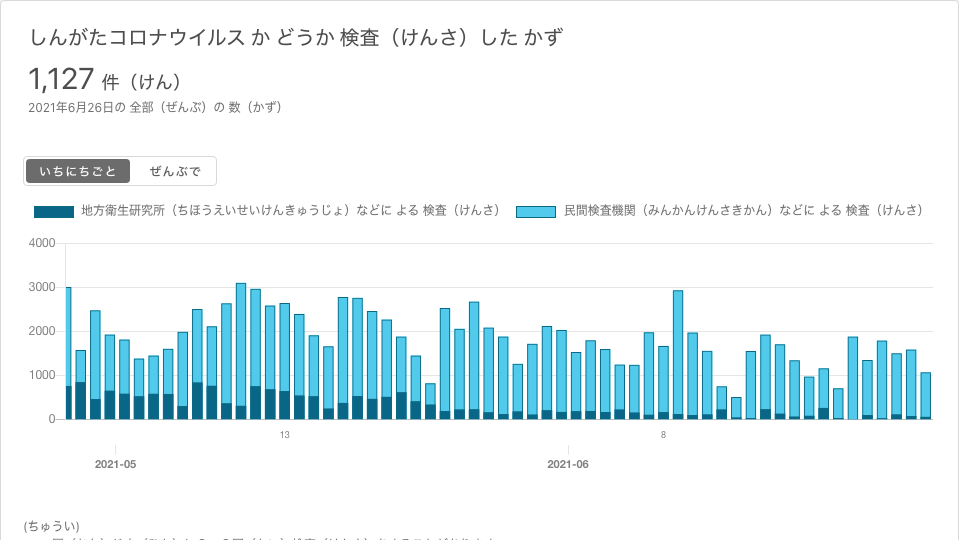 しんがたコロナウイルス か どうか 検査（けんさ）した かず
1,127 件（けん）
2021年6月26日の 全部（ぜんぶ）の 数（かず）
いちにちごと ぜんぶで
地方衛生研究所（ちほうえいせいけんきゅうじょ）などに よる 検査（けんさ） 民間検査機関（みんかんけんさきかん）などに よる 検査（けんさ）
4000
3000
2000
1000
0
13 8
2021-05 2021-06
(ちゅうい)